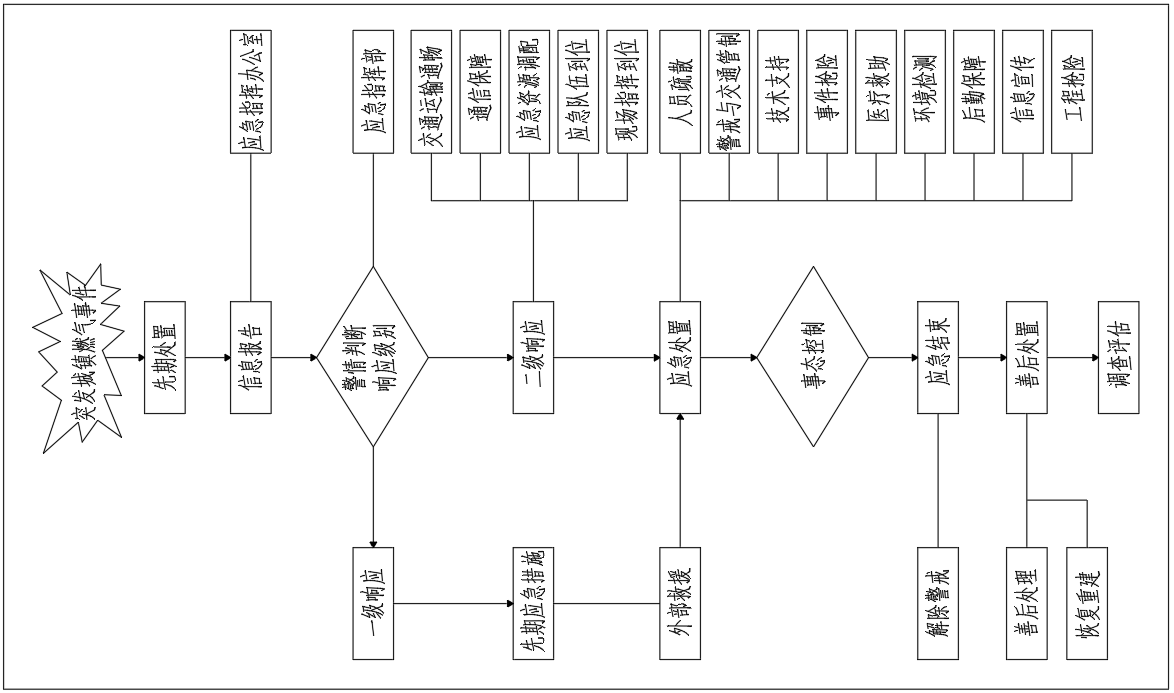 突发城镇燃气事件
先期处置
信息报告
应急指挥办公室
警情判断
响应级别
应急指挥部
一级响应
先期应急措施
外部救援
二级响应
交通运输通畅
通信保障
应急资源调配
应急队伍到位
现场指挥到位
应急处置
人员疏散
警戒与交通管制
技术支持
事件抢险
医疗救助
环境检测
后勤保障
信息宣传
工程抢险
事态控制
应急结束
解除警戒
善后处置
善后处理
恢复重建
调查评估